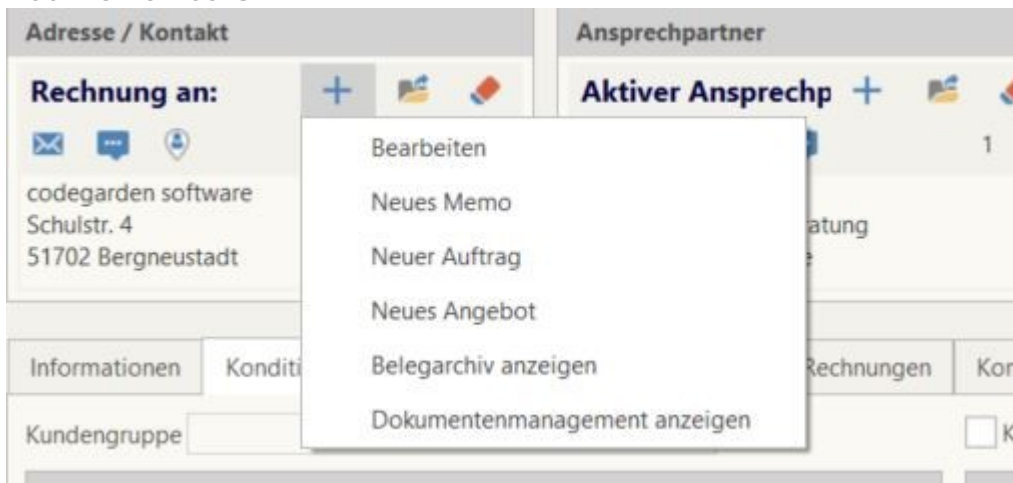 Adresse / Kontakt
Ansprechpartner
Rechnung an:
Aktiver Ansprechp
1
codegarden software
Schulstr. 4
51702 Bergneustadt
Bearbeiten
Neues Memo
Neuer Auftrag
Neues Angebot
Belegarchiv anzeigen
Dokumentenmanagement anzeigen
atung
Informationen
Konditi
Rechnungen
Kor
Kundengruppe
K